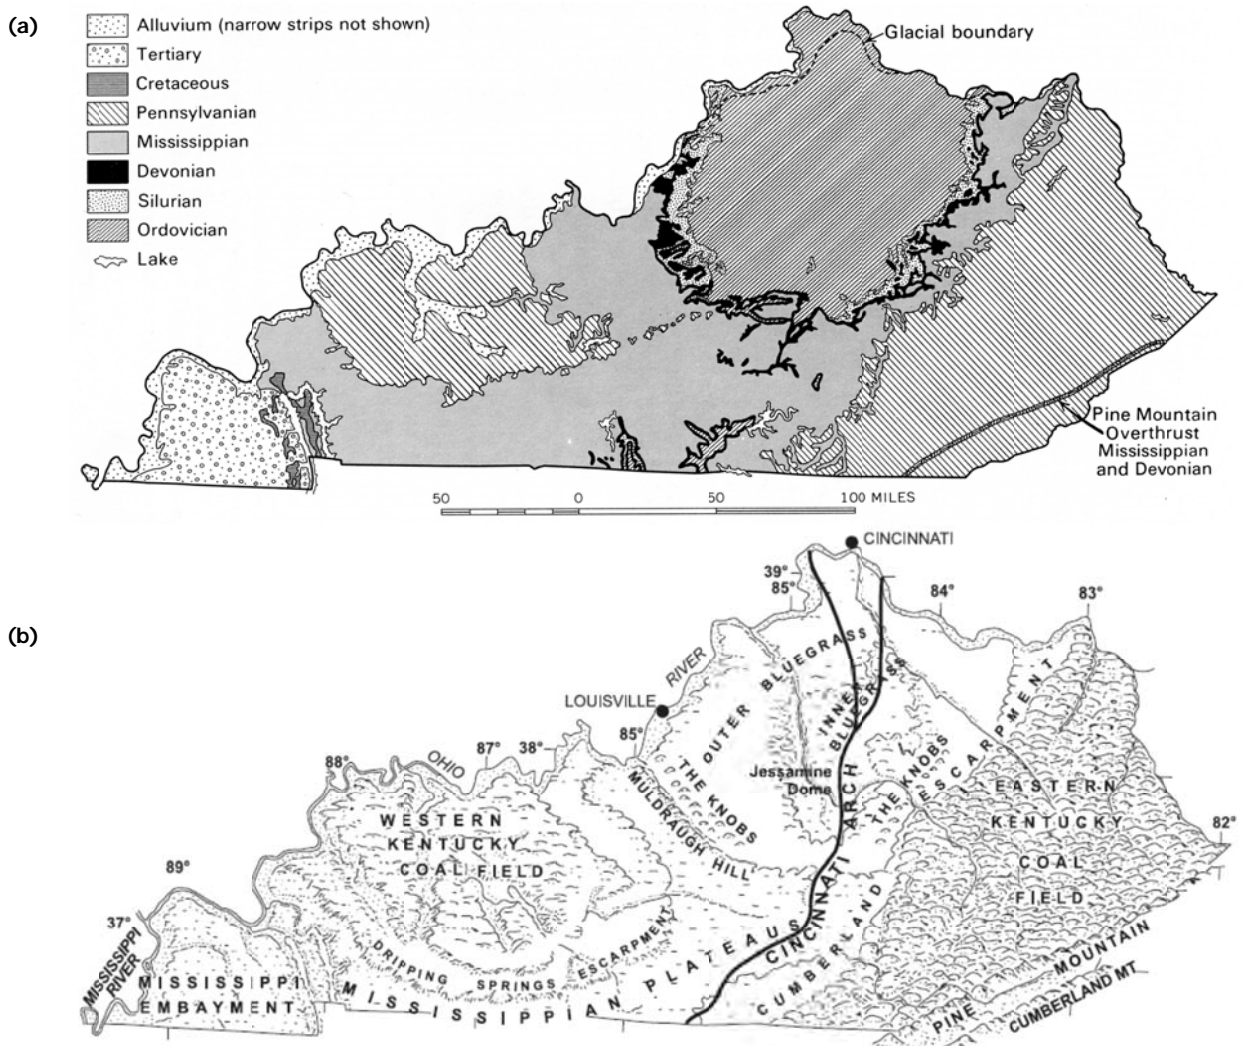 (a)
Alluvium (narrow strips not shown)
Tertiary
Cretaceous
Pennsylvanian
Mississippian
Devonian
Silurian
Ordovician
Lake
Glacial boundary
Pine Mountain
Overthrust
Mississippian
and Devonian
50 0 50 100 MILES
(b)
CINCINNATI
39°
85°
84°
83°
LOUISVILLE
RIVER
OUTER BLUEGRASS
INNER
BLUEGRASS
85°
38°
87°
OHIO
88°
THE KNOBS
MULDRAUGH HILL
Jessamine
Dome
CINCINNATI ARCH
THE KNOBS
ESCARPMENT
EASTERN
KENTUCKY
COAL
FIELD
82°
WESTERN
KENTUCKY
COAL FIELD
89°
37°
MISSISSIPPI
RIVER
MISSISSIPPI
EMBAYMENT
DRIPPING SPRINGS ESCARPMENT
MISSISSIPPIAN PLATEAUS
CUMBERLAND
PINE MOUNTAIN
CUMBERLAND MT